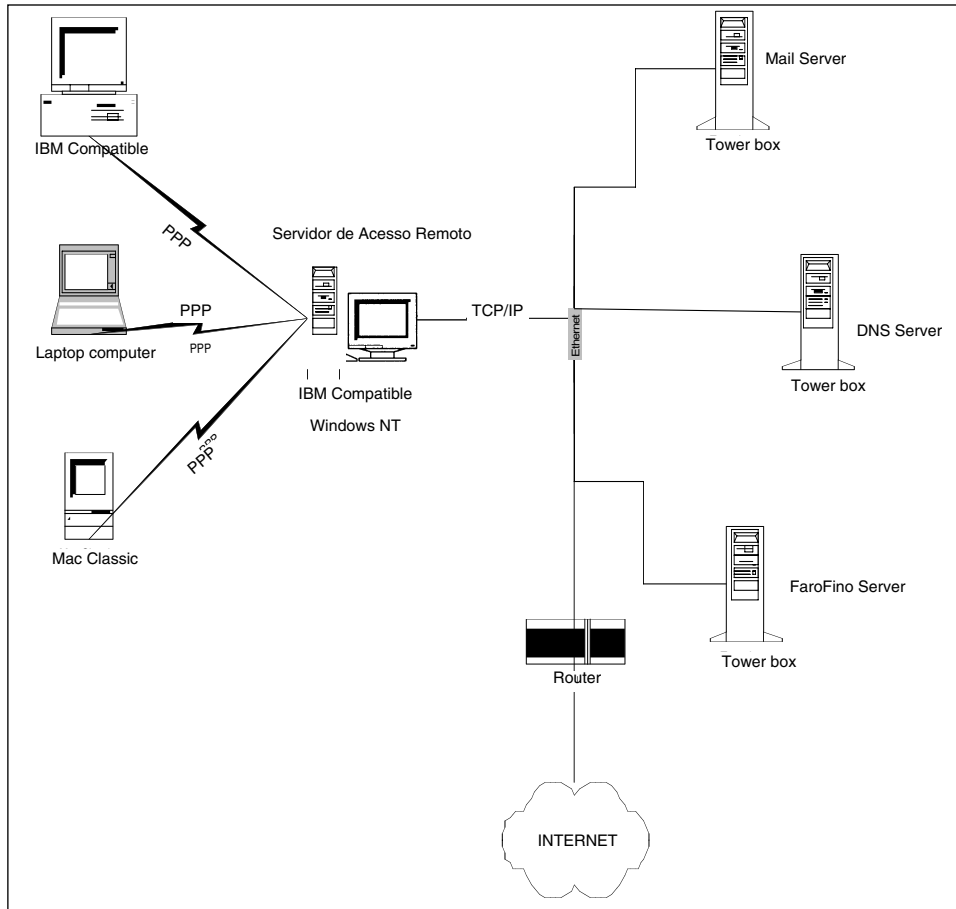 Mail Server
Tower box
IBM Compatible
PPP
Servidor de Acesso Remoto
PPP
PPP
Laptop computer
TCP/IP
Ethernet
DNS Server
Tower box
IBM Compatible
Windows NT
PPP
PPP
Mac Classic
FaroFino Server
Tower box
Router
INTERNET